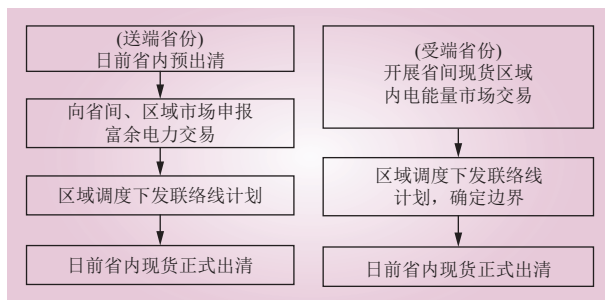 (送端省份)
日前省内预出清
向省间、区域市场申报
富余电力交易
区域调度下发联络线计划
日前省内现货正式出清
(受端省份)
开展省间现货区域
内电能量市场交易
区域调度下发联络线
计划，确定边界
日前省内现货正式出清